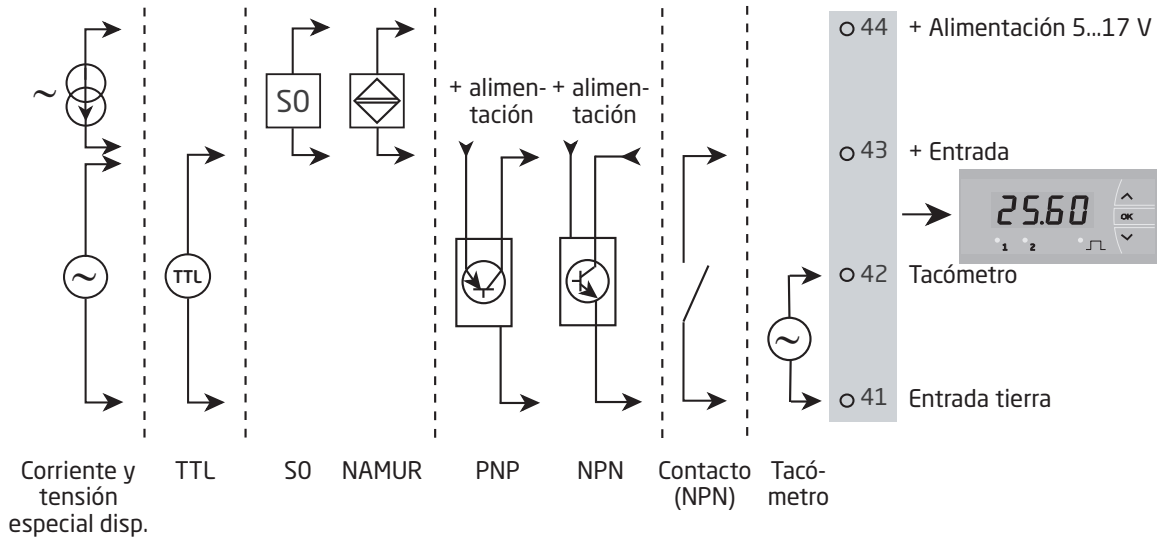 44 + Alimentación 5...17 V
43 + Entrada
42 Tacómetro
41 Entrada tierra
~
S0
+ alimen-
tación
+ alimen-
tación
~
TTL
~
25.60
OK
1 2
Corriente y
tensión
especial disp.
TTL
S0
NAMUR
PNP
NPN
Contacto
(NPN)
Tacó-
metro